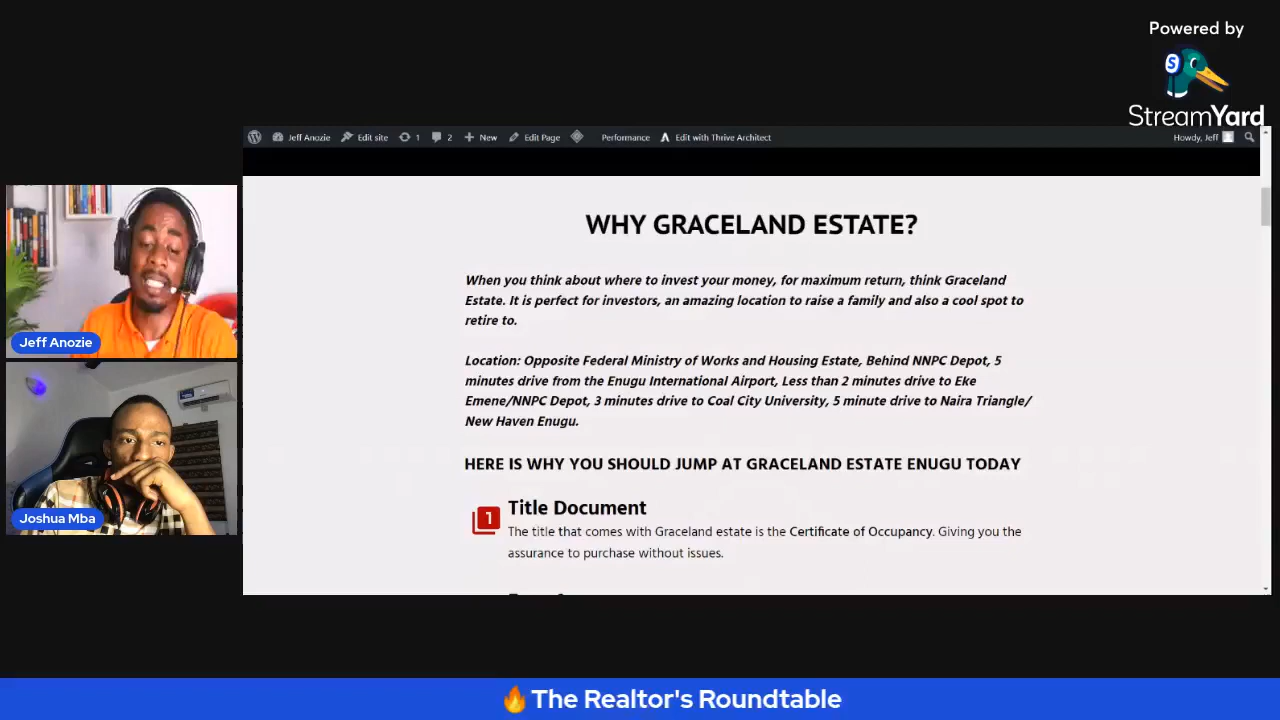 Powered by
StreamYard
Jeff Anozie
Edit site
1
2
New
Edit Page
Performance
Edit with Thrive Architect
Howdy, Jeff
WHY GRACELAND ESTATE?
When you think about where to invest your money, for maximum return, think Graceland
Estate. It is perfect for investors, an amazing location to raise a family and also a cool spot to
retire to.
Location: Opposite Federal Ministry of Works and Housing Estate, Behind NNPC Depot, 5
minutes drive from the Enugu International Airport, Less than 2 minutes drive to Eke
Emene/NNPC Depot, 3 minutes drive to Coal City University, 5 minute drive to Naira Triangle/
New Haven Enugu.
HERE IS WHY YOU SHOULD JUMP AT GRACELAND ESTATE ENUGU TODAY
1
Title Document
The title that comes with Graceland estate is the Certificate of Occupancy. Giving you the
assurance to purchase without issues.
Jeff Anozie
Joshua Mba
🔥 The Realtor's Roundtable